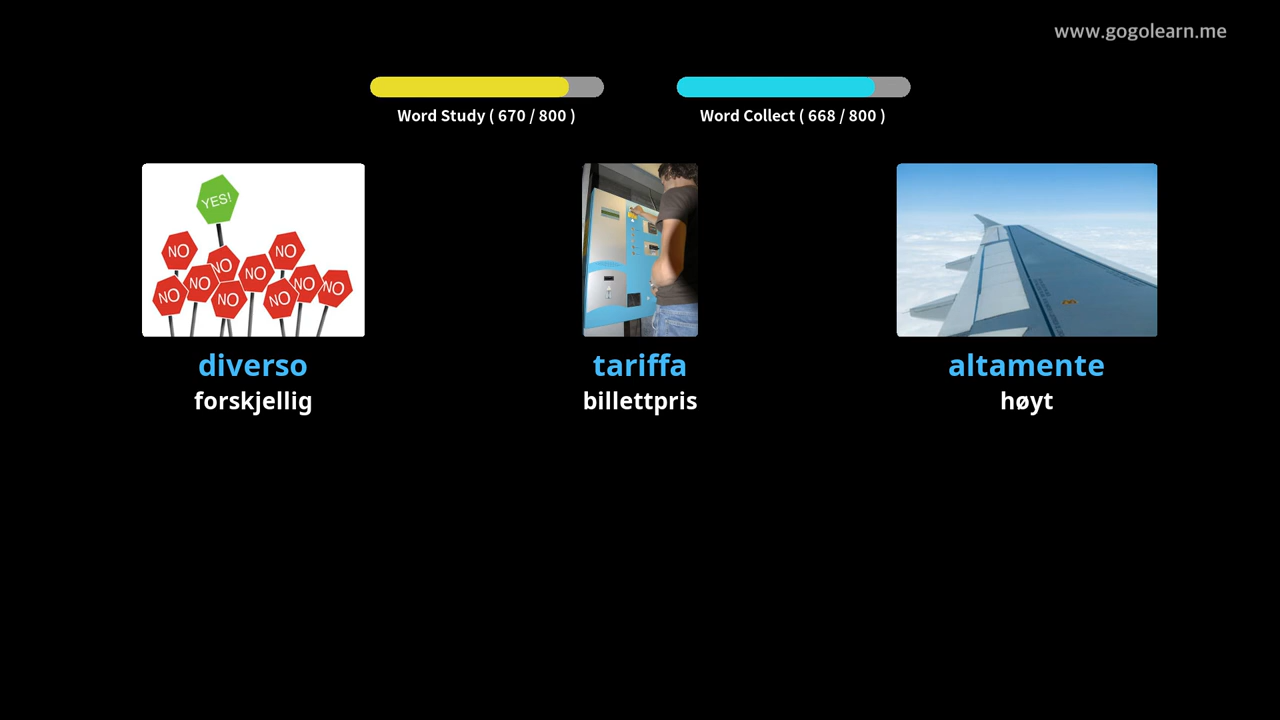 www.gogolearn.me
Word Study ( 670 / 800 )
Word Collect ( 668 / 800 )
YES!
NO
NO
NO
NO
NO
NO
NO
NO
NO
NO
diverso
tariffa
altamente
forskjellig
billettpris
høyt